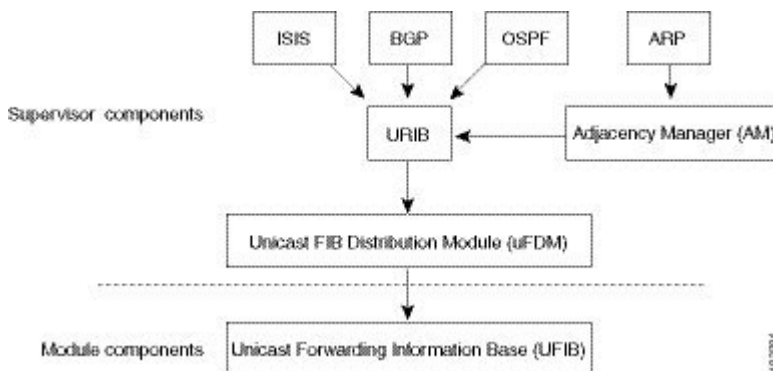 ISIS
BGP
OSPF
ARP
Supervisor components
URIB
Adjacency Manager (AM)
Unicast FIB Distribution Module (uFDM)
Module components
Unicast Forwarding Information Base (UFIB)